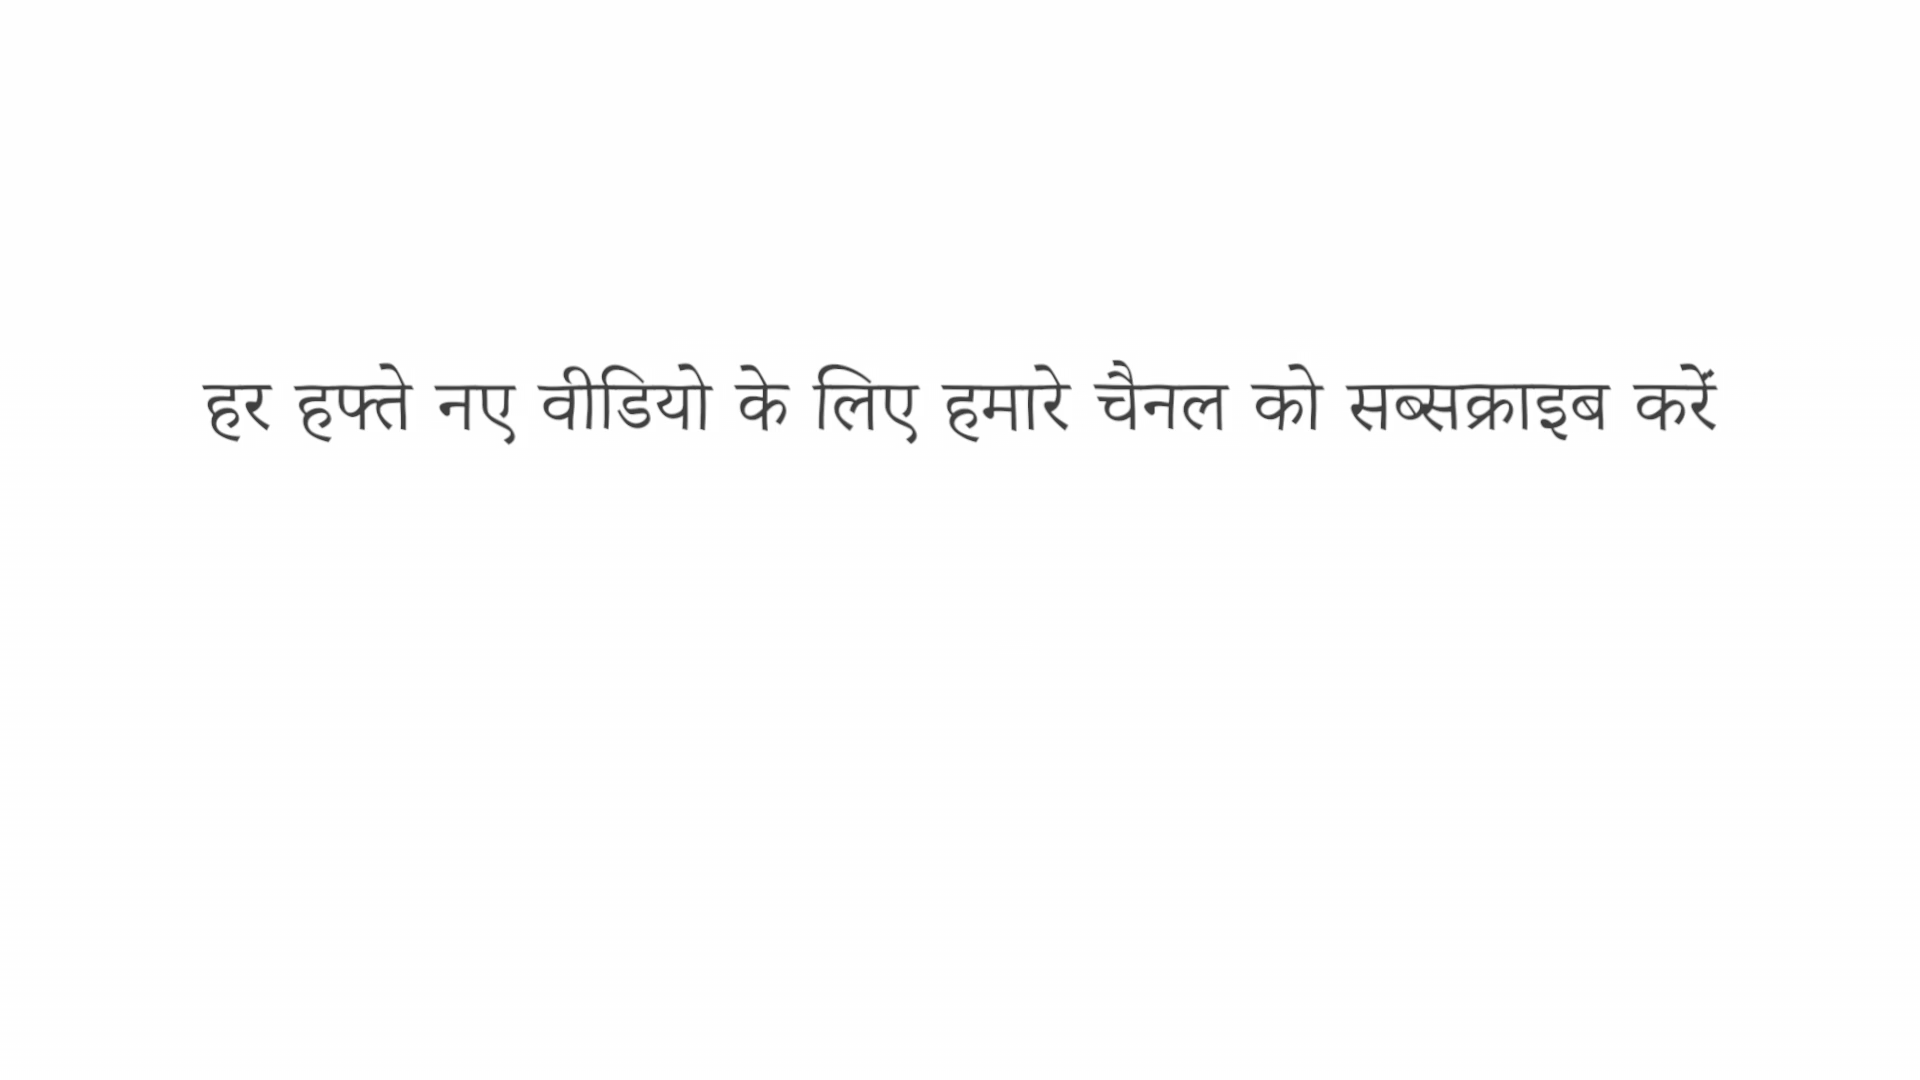 हर हफ्ते नए वीडियो के लिए हमारे चैनल को सब्सक्राइब करें